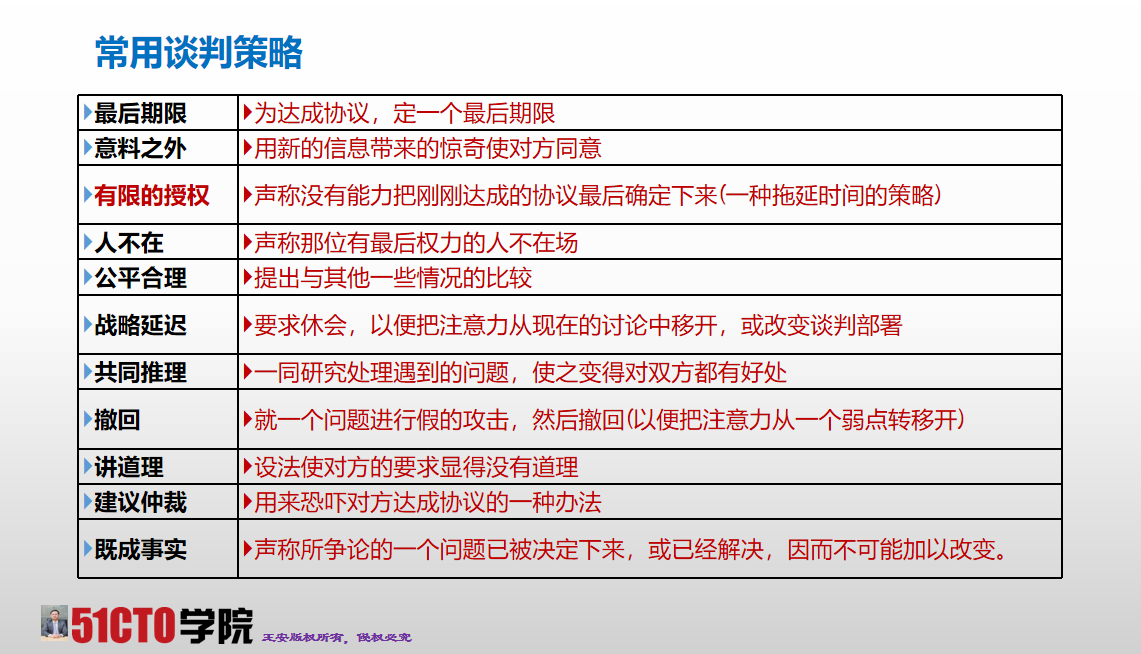 常用谈判策略
最后期限 为达成协议，定一个最后期限
意料之外 用新的信息带来的惊奇使对方同意
有限的授权 声称没有能力把刚刚达成的协议最后确定下来(一种拖延时间的策略)
人不在 声称那位有最后权力的人不在场
公平合理 提出与其他一些情况的比较
战略延迟 要求休会，以便把注意力从现在的讨论中移开，或改变谈判部署
共同推理 一同研究处理遇到的问题，使之变得对双方都有好处
撤回 就一个问题进行假的攻击，然后撤回(以便把注意力从一个弱点转移开)
讲道理 设法使对方的要求显得没有道理
建议仲裁 用来恐吓对方达成协议的一种办法
既成事实 声称所争论的一个问题已被决定下来，或已经解决，因而不可能加以改变。
51CTO学院 王安版权所有，侵权必究